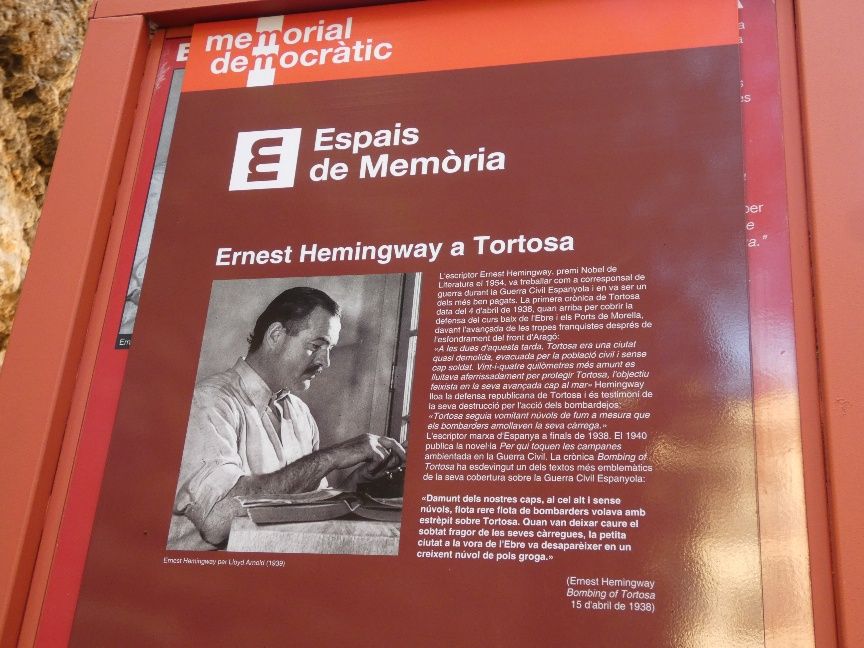 memorial
democràtic
Espais
de Memòria
Ernest Hemingway a Tortosa
L'escriptor Ernest Hemingway, premi Nobel de
Literatura el 1954, va treballar com a corresponsal de
guerra durant la Guerra Civil Espanyola i en va ser un
dels més ben pagats. La primera crònica de Tortosa
data del 4 d'abril de 1938, quan arriba per cobrir la
defensa del curs baix de l'Ebre i els Ports de Morella,
davant l'avançada de les tropes franquistes després de
l'esfondrament del front d'Aragó:
«A les dues d'aquesta tarda, Tortosa era una ciutat
quasi demolida, evacuada per la població civil i sense
cap soldat. Vint-i-quatre quilòmetres més amunt es
lluitava aferrissadament per protegir Tortosa, l'objectiu
feixista en la seva avançada cap al mar» Hemingway
lloa la defensa republicana de Tortosa i és testimoni de
la seva destrucció per l'acció dels bombardejos:
«Tortosa seguia vomitant núvols de fum a mesura que
els bombarders amollaven la seva càrrega.»
L'escriptor marxa d'Espanya a finals de 1938. El 1940
publica la novel·la Per qui toquen les campanes
ambientada en la Guerra Civil. La crònica Bombing of
Tortosa ha esdevingut un dels textos més emblemàtics
de la seva cobertura sobre la Guerra Civil Espanyola:
«Damunt dels nostres caps, al cel alt i sense
núvols, flota rere flota de bombarders volava amb
estrèpit sobre Tortosa. Quan van deixar caure el
sobtat fragor de les seves càrregues, la petita
ciutat a la vora de l'Ebre va desaparèixer en un
creixent núvol de pols groga.»
(Ernest Hemingway
Bombing of Tortosa
15 d'abril de 1938)
Ernest Hemingway per Lloyd Arnold (1939)